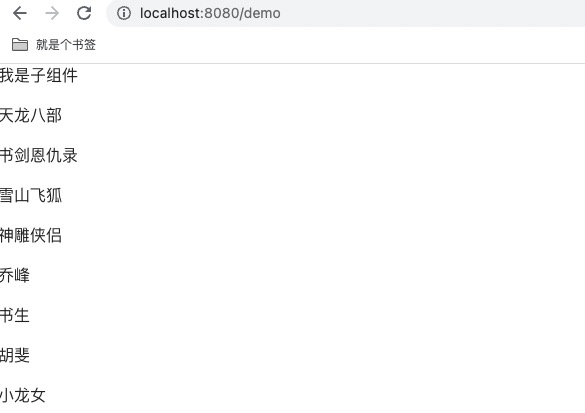 localhost:8080/demo
就是个书签
我是子组件
天龙八部
书剑恩仇录
雪山飞狐
神雕侠侣
乔峰
书生
胡斐
小龙女